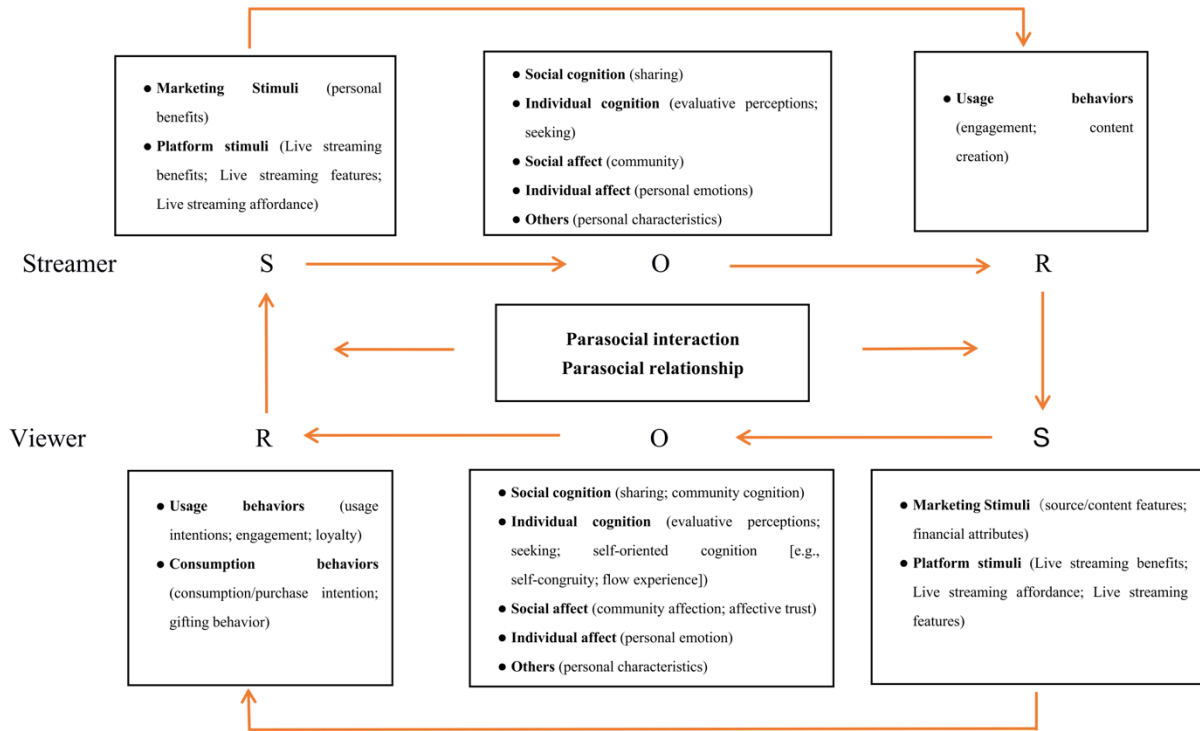 ● Marketing Stimuli (personal
benefits)
● Platform stimuli (Live streaming
benefits; Live streaming features;
Live streaming affordance)
● Social cognition (sharing)
● Individual cognition (evaluative perceptions;
seeking)
● Social affect (community)
● Individual affect (personal emotions)
● Others (personal characteristics)
● Usage behaviors
(engagement; content
creation)
Streamer S O R
Parasocial interaction
Parasocial relationship
Viewer R O S
● Usage behaviors (usage
intentions; engagement; loyalty)
● Consumption behaviors
(consumption/purchase intention;
gifting behavior)
● Social cognition (sharing; community cognition)
● Individual cognition (evaluative perceptions;
seeking; self-oriented cognition [e.g.,
self-congruity; flow experience])
● Social affect (community affection; affective trust)
● Individual affect (personal emotion)
● Others (personal characteristics)
● Marketing Stimuli（source/content features;
financial attributes)
● Platform stimuli (Live streaming benefits;
Live streaming affordance; Live streaming
features)